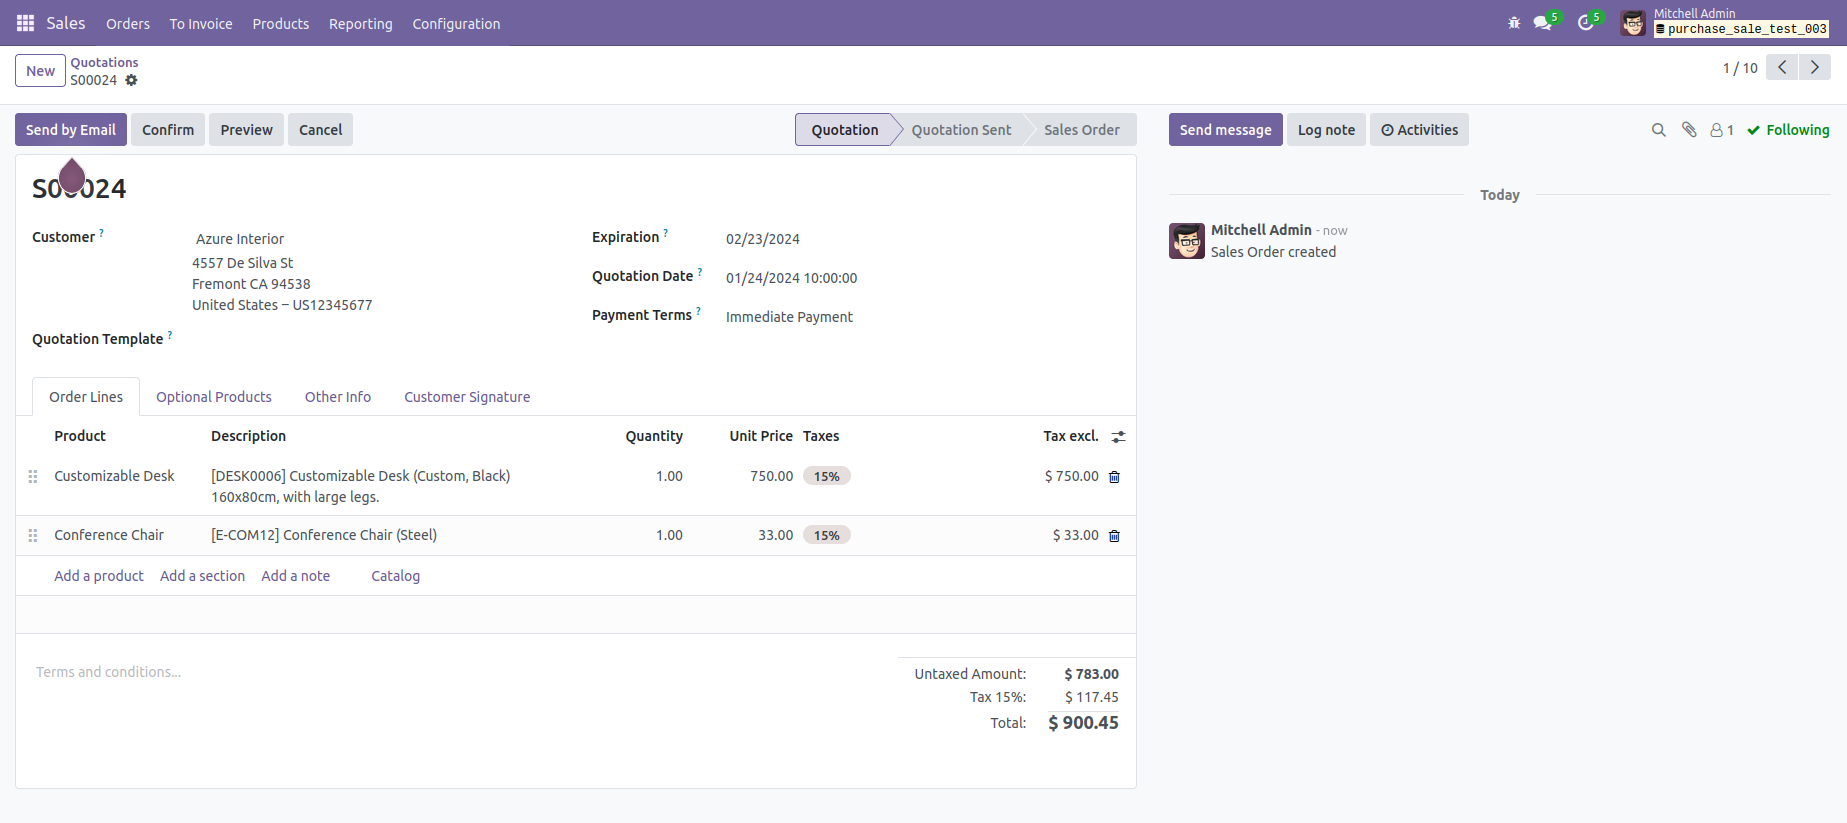 Sales Orders To Invoice Products Reporting Configuration 5 5 Mitchell Admin
purchase_sale_test_003
New Quotations
S00024
1 / 10
Send by Email Confirm Preview Cancel Quotation Quotation Sent Sales Order Send message Log note Activities 1 Following
S00024
Today
Customer ? Azure Interior
4557 De Silva St
Fremont CA 94538
United States – US12345677
Quotation Template ?
Expiration ? 02/23/2024
Quotation Date ? 01/24/2024 10:00:00
Payment Terms ? Immediate Payment
Mitchell Admin - now
Sales Order created
Order Lines Optional Products Other Info Customer Signature
Product Description Quantity Unit Price Taxes Tax excl.
Customizable Desk [DESK0006] Customizable Desk (Custom, Black) 1.00 750.00 15% $ 750.00
160x80cm, with large legs.
Conference Chair [E-COM12] Conference Chair (Steel) 1.00 33.00 15% $ 33.00
Add a product Add a section Add a note Catalog
Terms and conditions...
Untaxed Amount: $ 783.00
Tax 15%: $ 117.45
Total: $ 900.45